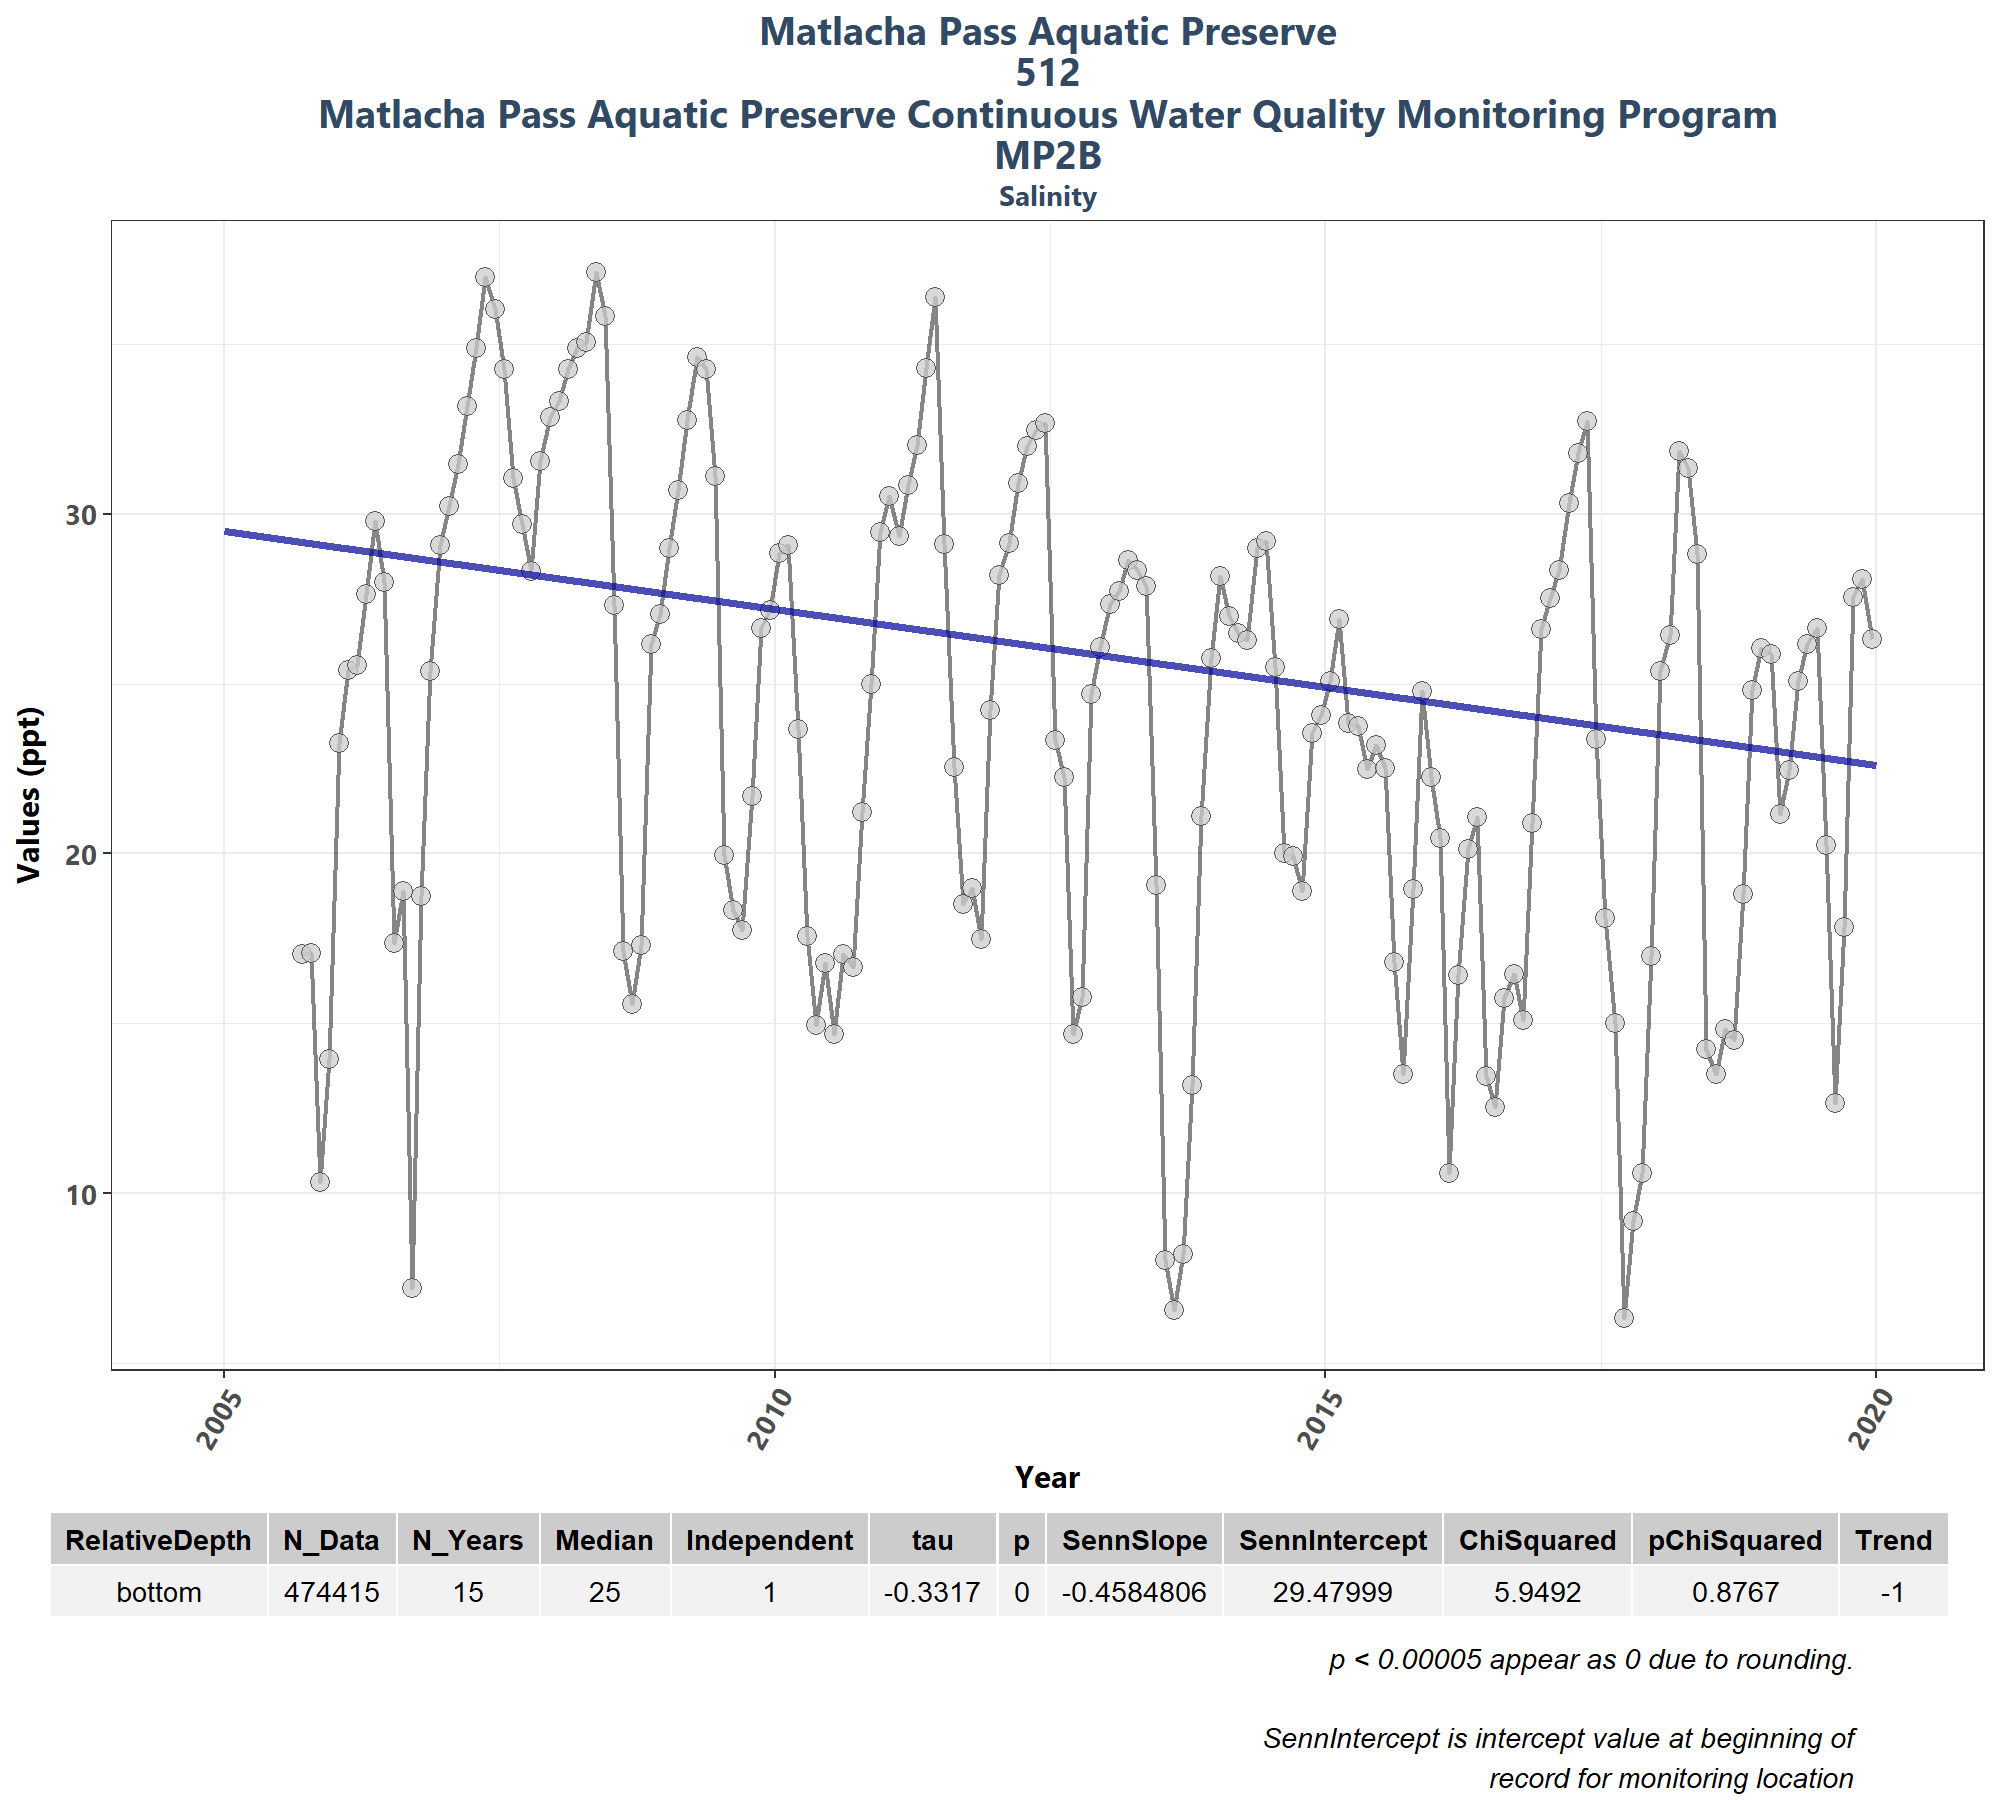 Matlacha Pass Aquatic Preserve
512
Matlacha Pass Aquatic Preserve Continuous Water Quality Monitoring Program
MP2B
Salinity
Values (ppt)
30
20
10
2005 2010 2015 2020
Year
RelativeDepth N_Data N_Years Median Independent tau p SennSlope SennIntercept ChiSquared pChiSquared Trend
bottom 474415 15 25 1 -0.3317 0 -0.4584806 29.47999 5.9492 0.8767 -1
p < 0.00005 appear as 0 due to rounding.
SennIntercept is intercept value at beginning of
record for monitoring location